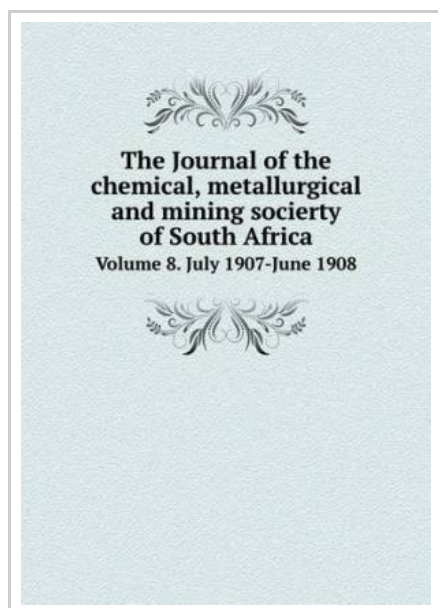 The Journal of the
chemical, metallurgical
and mining socierty
of South Africa
Volume 8. July 1907-June 1908